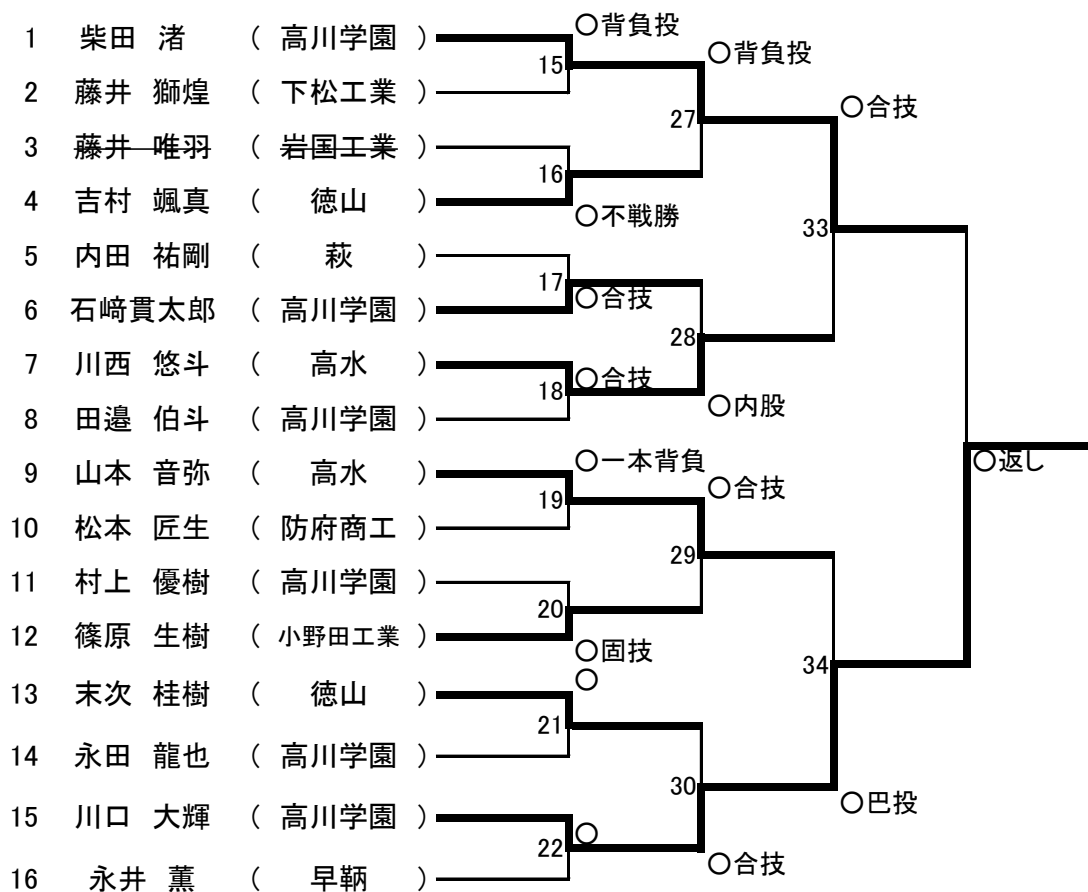 ○背負投
1 柴田 渚 （ 高川学園 ）
○背負投
15
2 藤井 獅煌 （ 下松工業 ）
○合技
27
3 藤井 唯羽 （ 岩国工業 ）
16
4 吉村 颯真 （ 徳山 ）
○不戦勝
33
5 内田 祐剛 （ 萩 ）
17
○合技
6 石﨑貫太郎 （ 高川学園 ）
28
7 川西 悠斗 （ 高水 ）
○合技
18
○内股
8 田邉 伯斗 （ 高川学園 ）
○一本背負
○返し
9 山本 音弥 （ 高水 ）
○合技
19
10 松本 匠生 （ 防府商工 ）
29
11 村上 優樹 （ 高川学園 ）
20
12 篠原 生樹 （ 小野田工業 ）
○固技
34
○
13 末次 桂樹 （ 徳山 ）
21
14 永田 龍也 （ 高川学園 ）
30
○巴投
15 川口 大輝 （ 高川学園 ）
○
22
○合技
16 永井 薫 （ 早鞆 ）